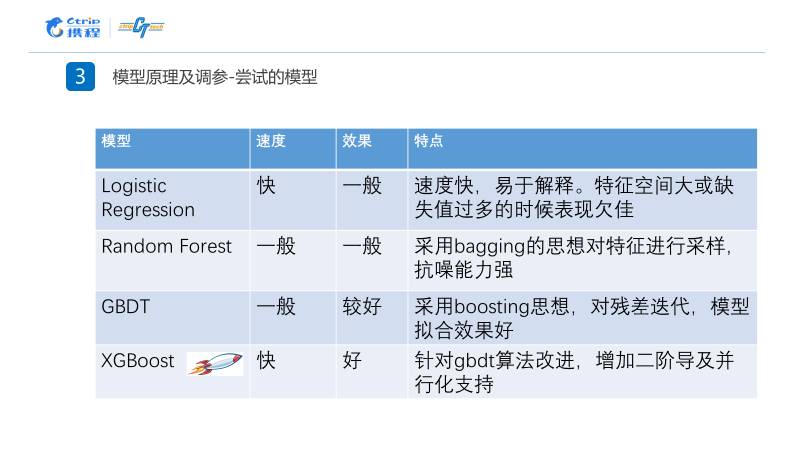 Ctrip
携程
ctrip CT tech
3
模型原理及调参-尝试的模型
模型 速度 效果 特点
Logistic Regression 快 一般 速度快，易于解释。特征空间大或缺
失值过多的时候表现欠佳
Random Forest 一般 一般 采用bagging的思想对特征进行采样，
抗噪能力强
GBDT 一般 较好 采用boosting思想，对残差迭代，模型
拟合效果好
XGBoost 快 好 针对gbdt算法改进，增加二阶导及并
行化支持